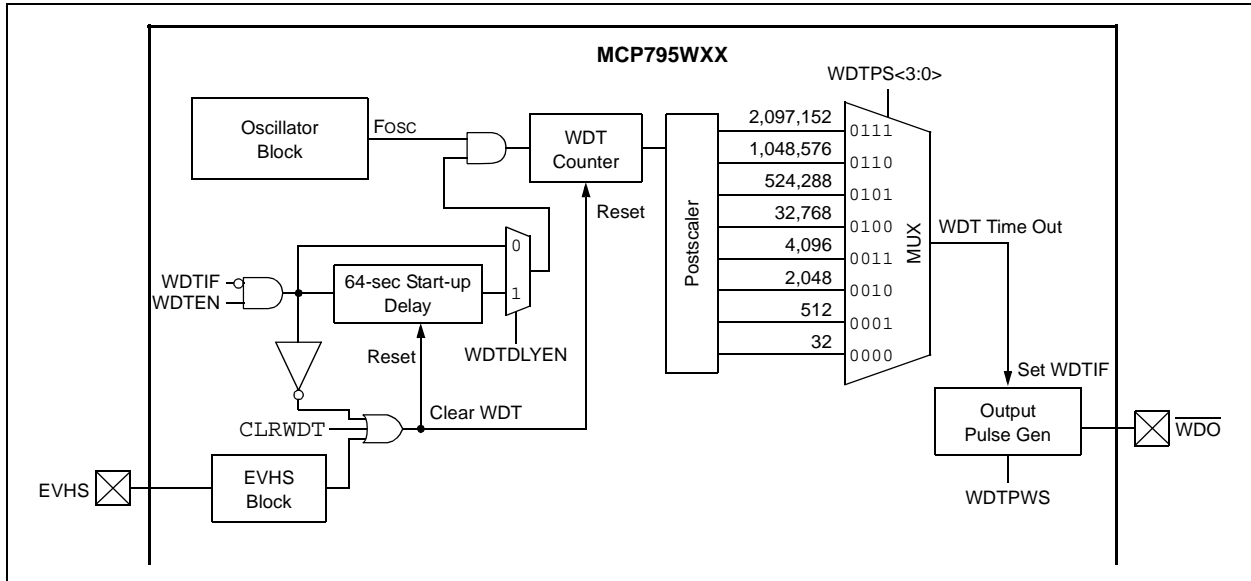 MCP795WXX
WDTPS<3:0>
Oscillator
Block
FOSC
WDT
Counter
Reset
Postscaler
2,097,152
1,048,576
524,288
32,768
4,096
2,048
512
32
0111
0110
0101
0100
0011
0010
0001
0000
MUX
WDT Time Out
WDTIF
WDTEN
64-sec Start-up
Delay
0
1
WDTDLYEN
Reset
Clear WDT
CLRWDT
EVHS
EVHS
Block
Set WDTIF
Output
Pulse Gen
WDTPWS
WDO